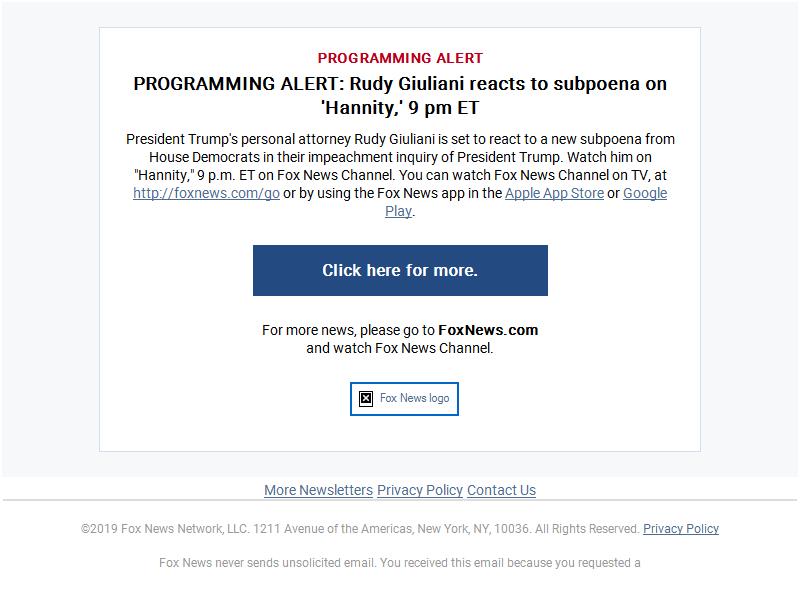 PROGRAMMING ALERT
PROGRAMMING ALERT: Rudy Giuliani reacts to subpoena on
'Hannity,' 9 pm ET
President Trump's personal attorney Rudy Giuliani is set to react to a new subpoena from
House Democrats in their impeachment inquiry of President Trump. Watch him on
"Hannity," 9 p.m. ET on Fox News Channel. You can watch Fox News Channel on TV, at
http://foxnews.com/go or by using the Fox News app in the Apple App Store or Google
Play.
Click here for more.
For more news, please go to FoxNews.com
and watch Fox News Channel.
Fox News logo
More Newsletters Privacy Policy Contact Us
©2019 Fox News Network, LLC. 1211 Avenue of the Americas, New York, NY, 10036. All Rights Reserved. Privacy Policy
Fox News never sends unsolicited email. You received this email because you requested a